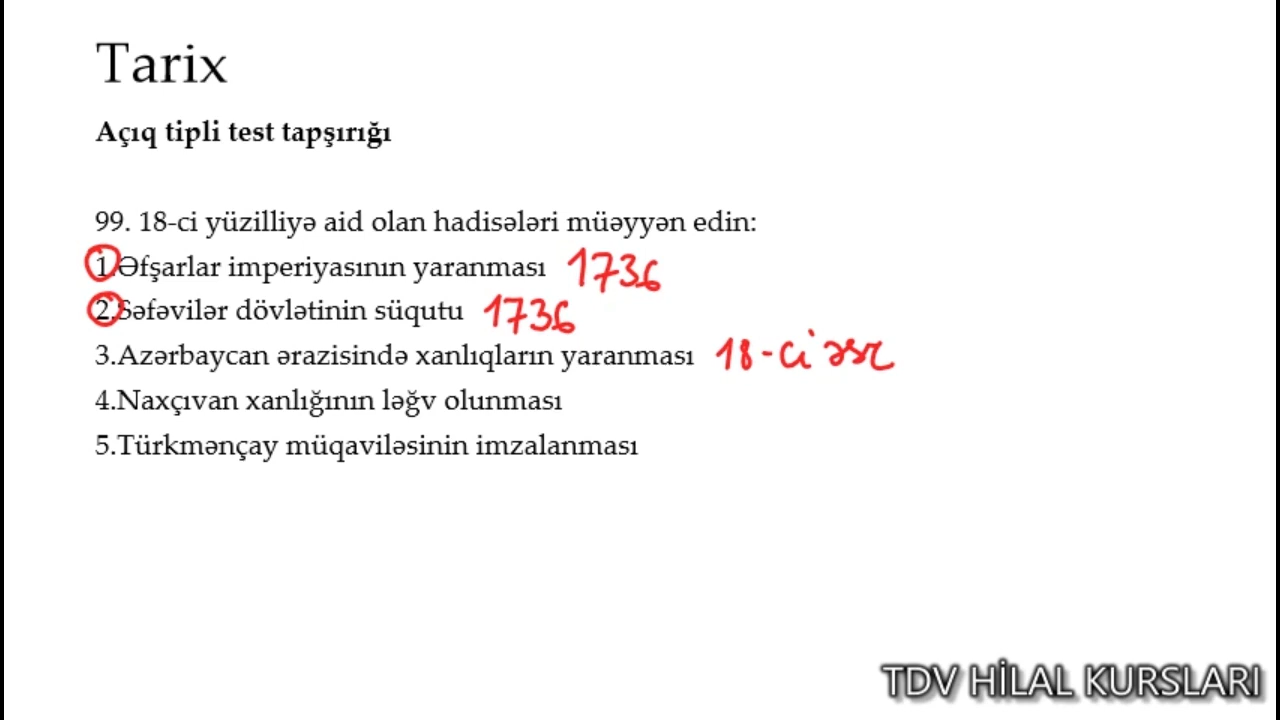 Tarix
Açıq tipli test tapşırığı
99. 18-ci yüzilliyə aid olan hadisələri müəyyən edin:
1.Əfşarlar imperiyasının yaranması 1736
2.Səfəvilər dövlətinin süqutu 1736
3.Azərbaycan ərazisində xanlıqların yaranması 18-ci əsr
4.Naxçıvan xanlığının ləğv olunması
5.Türkmənçay müqaviləsinin imzalanması
TDV HİLAL KURSLARI